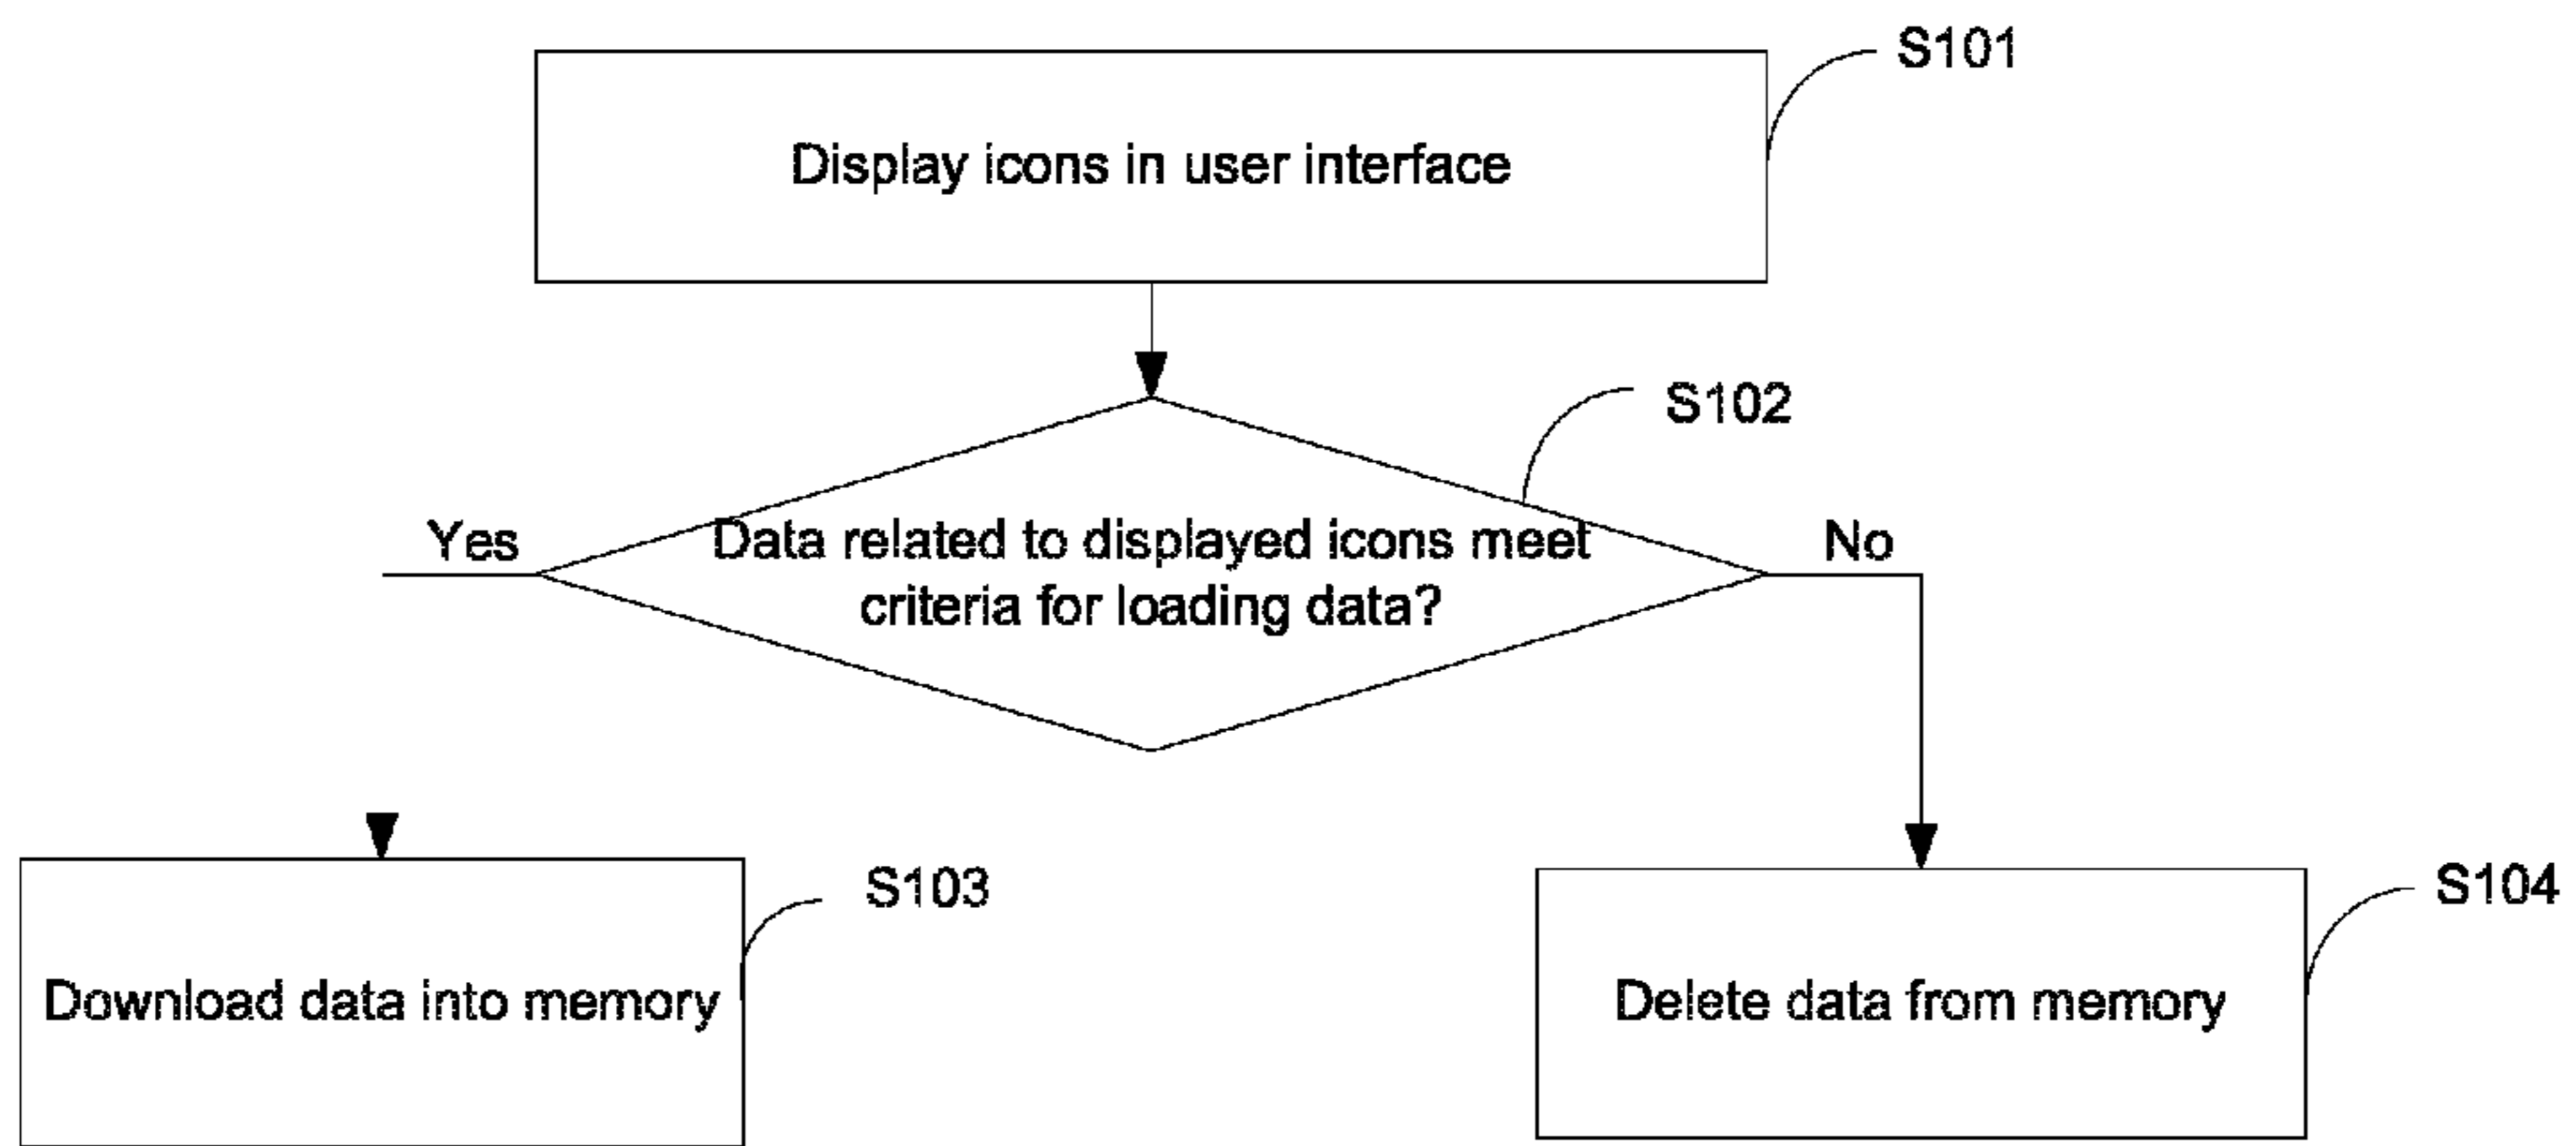 S101
Display icons in user interface
S102
Yes
Data related to displayed icons meet
criteria for loading data?
No
S103
Download data into memory
S104
Delete data from memory